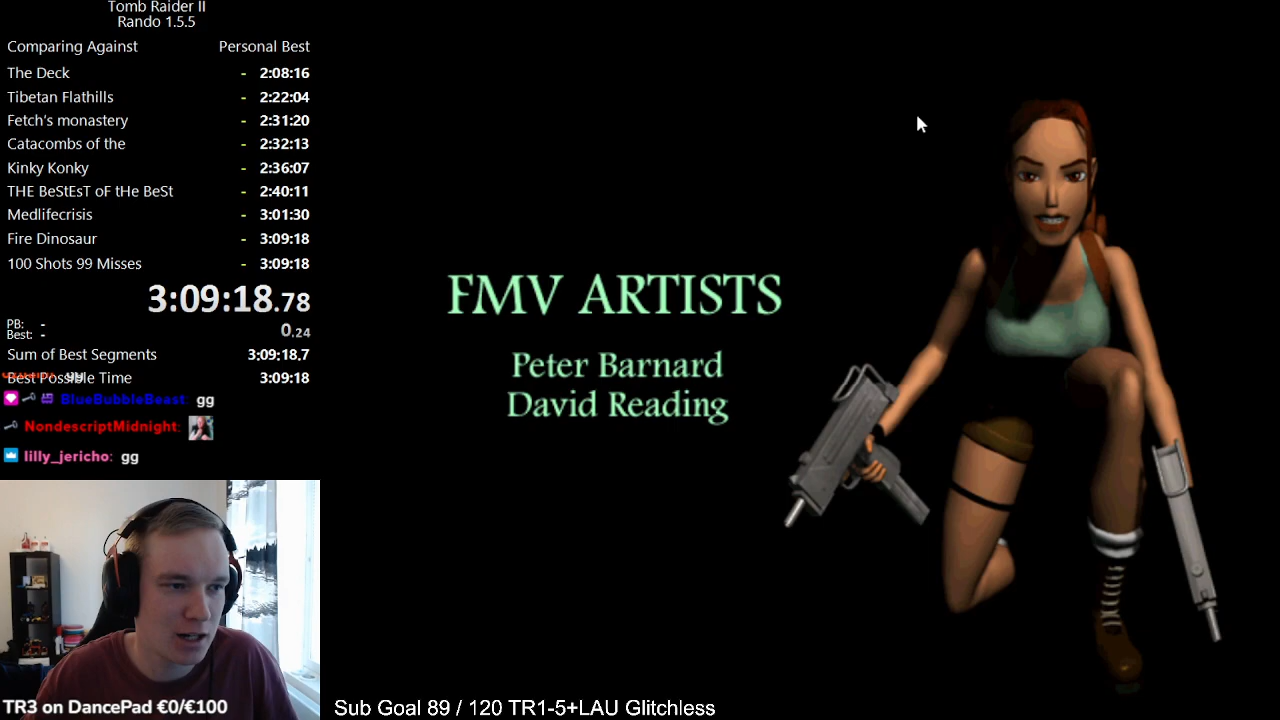 Tomb Raider II
Rando 1.5.5
Comparing Against Personal Best
The Deck - 2:08:16
Tibetan Flathills - 2:22:04
Fetch's monastery - 2:31:20
Catacombs of the - 2:32:13
Kinky Konky - 2:36:07
THE BeStEsT oF tHe BeSt - 2:40:11
Medlifecrisis - 3:01:30
Fire Dinosaur - 3:09:18
100 Shots 99 Misses - 3:09:18
3:09:18.78
PB: - 0.24
Best: -
Sum of Best Segments 3:09:18,7
Best Possible Time 3:09:18
gg
BlueBubbleBeast: gg
NondescriptMidnight:
lilly_jericho: gg
FMV ARTISTS
Peter Barnard
David Reading
TR3 on DancePad €0/€100
Sub Goal 89 / 120 TR1-5+LAU Glitchless